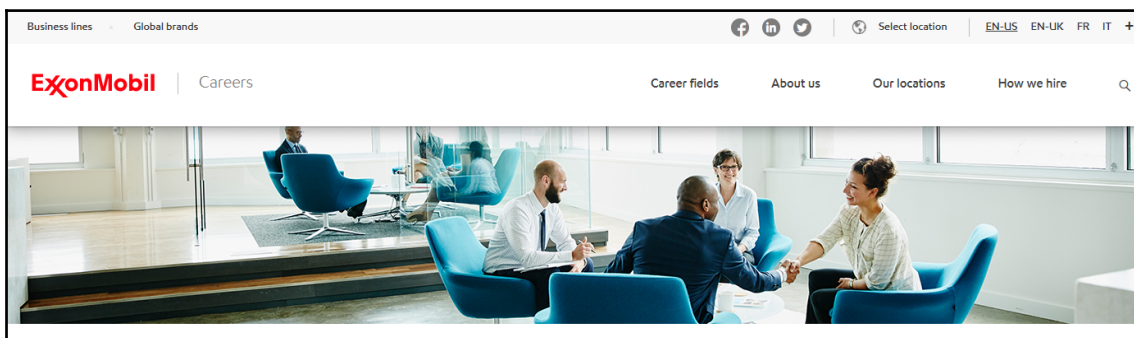 Business lines Global brands Select location EN-US EN-UK FR IT +
ExxonMobil Careers Career fields About us Our locations How we hire